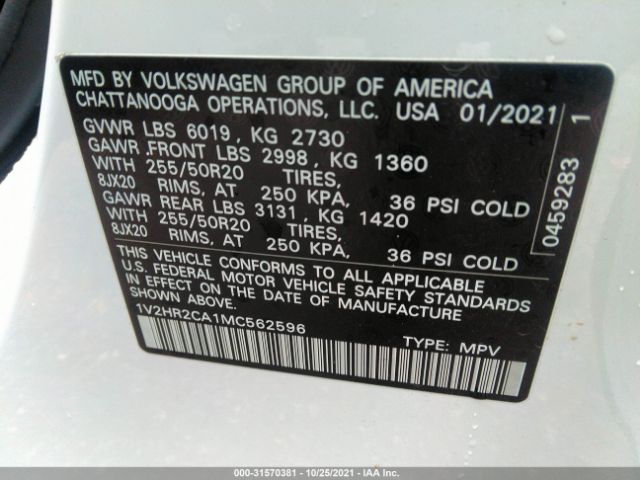 MFD BY VOLKSWAGEN GROUP OF AMERICA
CHATTANOOGA OPERATIONS, LLC. USA 01/2021
GVWR LBS 6019, KG 2730
GAWR FRONT LBS 2998, KG 1360
WITH 255/50R20 TIRES,
8JX20 RIMS, AT 250 KPA, 36 PSI COLD
GAWR REAR LBS 3131, KG 1420
WITH 255/50R20 TIRES,
8JX20 RIMS, AT 250 KPA, 36 PSI COLD
THIS VEHICLE CONFORMS TO ALL APPLICABLE
U.S. FEDERAL MOTOR VEHICLE SAFETY STANDARDS
IN EFFECT ON THE DATE OF MANUFACTURE
SHOWN ABOVE
1V2HR2CA1MC562596 TYPE: MPV
0459283 1
000-31570381 - 10/25/2021 - IAA Inc.